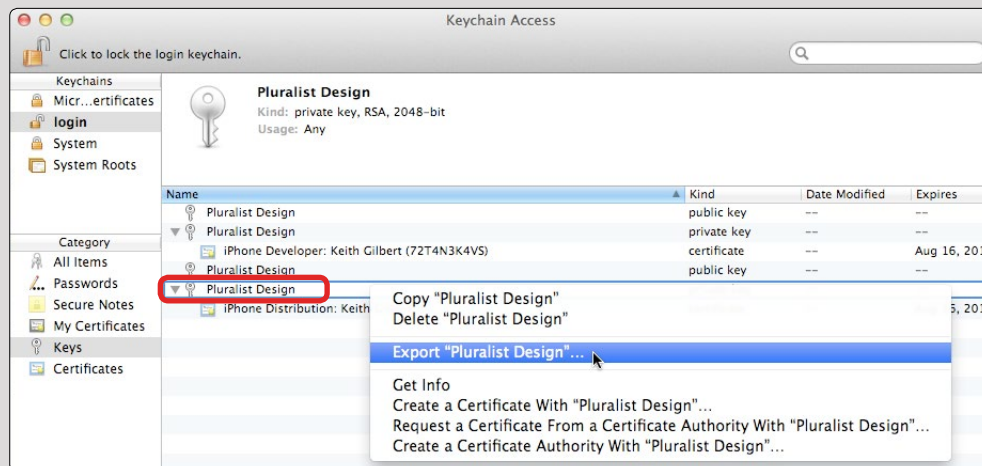 Keychain Access
Click to lock the login keychain.
Keychains
Micr...ertificates
login
System
System Roots
Pluralist Design
Kind: private key, RSA, 2048-bit
Usage: Any
Name Kind Date Modified Expires
Pluralist Design public key -- --
Pluralist Design private key -- --
iPhone Developer: Keith Gilbert (72T4N3K4VS) certificate Aug 16, 201
Pluralist Design public key -- --
Pluralist Design
iPhone Distribution: Keith 5, 201
Category
All Items
Passwords
Secure Notes
My Certificates
Keys
Certificates
Copy “Pluralist Design”
Delete “Pluralist Design”
Export “Pluralist Design”...
Get Info
Create a Certificate With “Pluralist Design”...
Request a Certificate From a Certificate Authority With “Pluralist Design”...
Create a Certificate Authority With “Pluralist Design”...